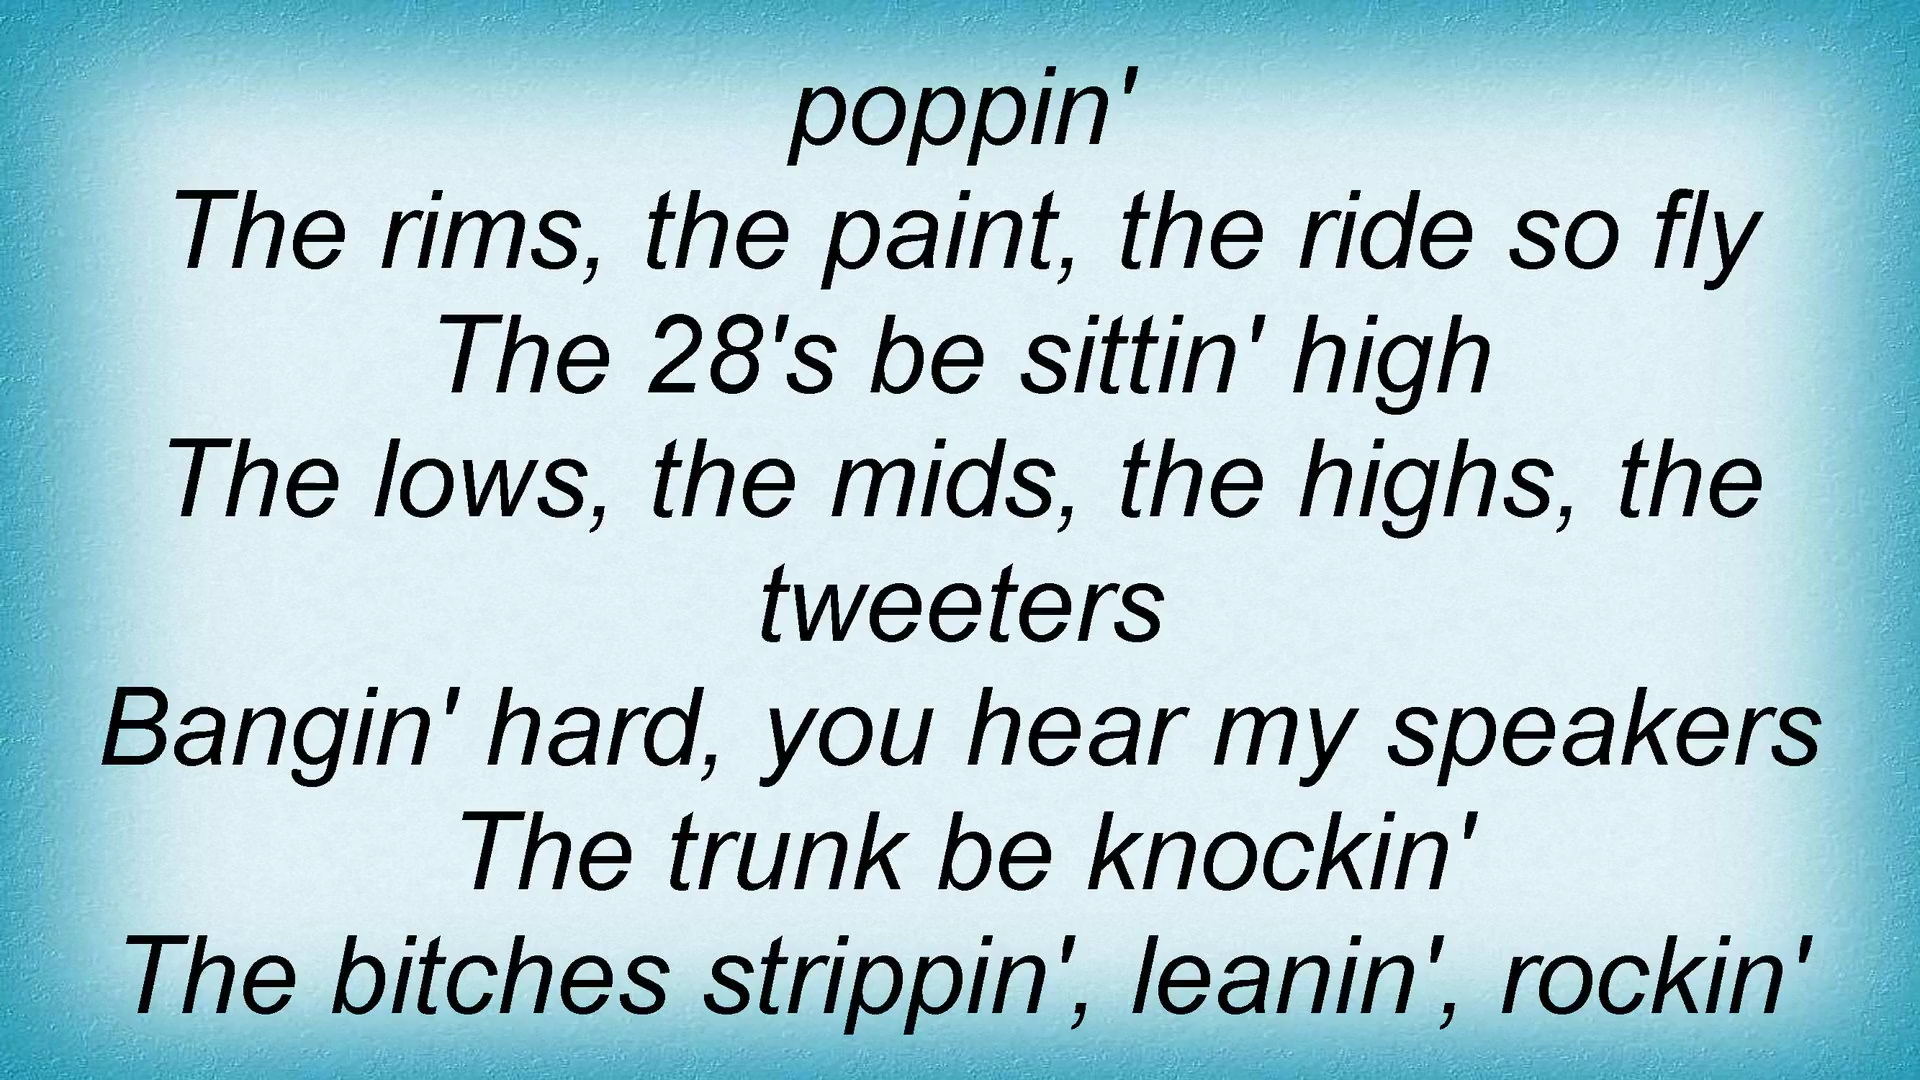 poppin'
The rims, the paint, the ride so fly
The 28's be sittin' high
The lows, the mids, the highs, the
tweeters
Bangin' hard, you hear my speakers
The trunk be knockin'
The bitches strippin', leanin', rockin'